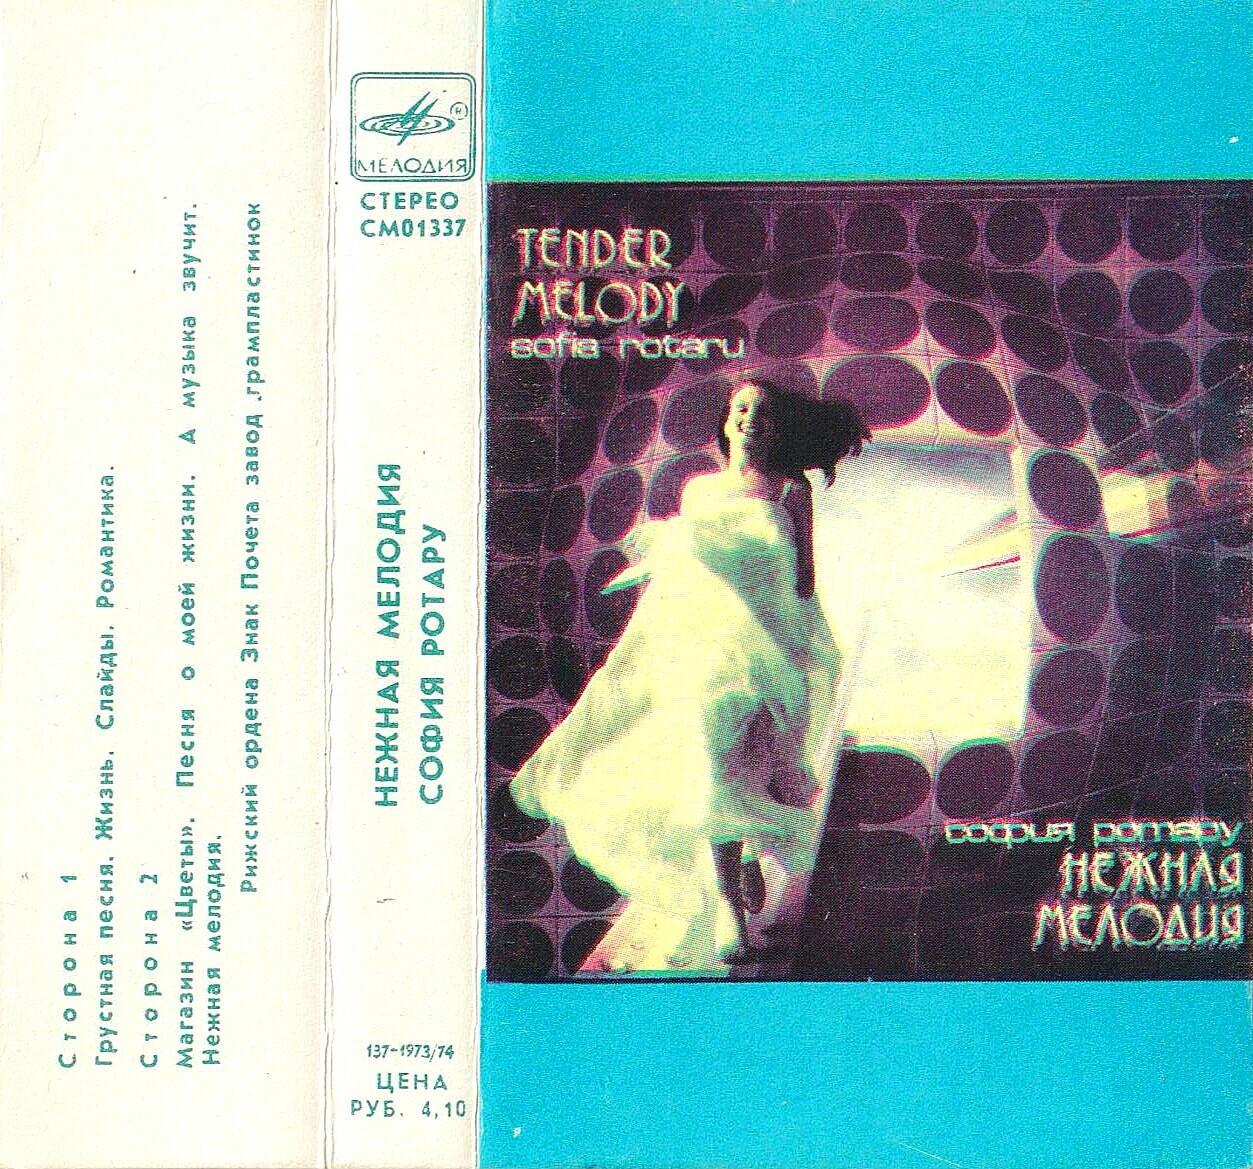 Сторона 1
Грустная песня. Жизнь. Слайды. Романтика.
Сторона 2
Магазин «Цветы». Песня о моей жизни. А музыка звучит.
Нежная мелодия.
Рижский ордена Знак Почета завод .грампластинок
®
МЕЛОДИЯ
СТЕРЕО
СМ01337
НЕЖНАЯ МЕЛОДИЯ
СОФИЯ РОТАРУ
137-1973/74
ЦЕНА
РУБ. 4,10
TENDER
MELODY
sofia rotaru
софия ротару
НЕЖНАЯ
МЕЛОДИЯ